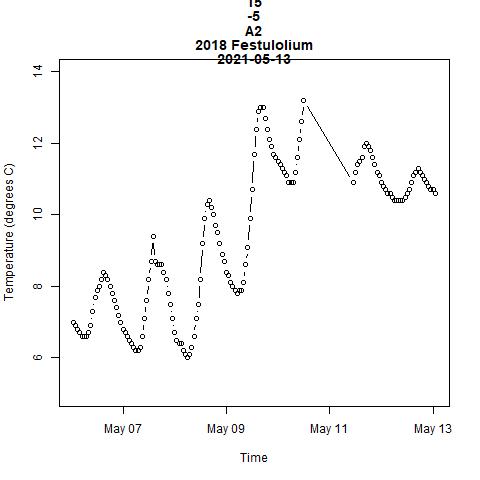 15
-5
A2
2018 Festulolium
2021-05-13
14
12
10
8
6
Temperature (degrees C)
May 07
May 09
May 11
May 13
Time